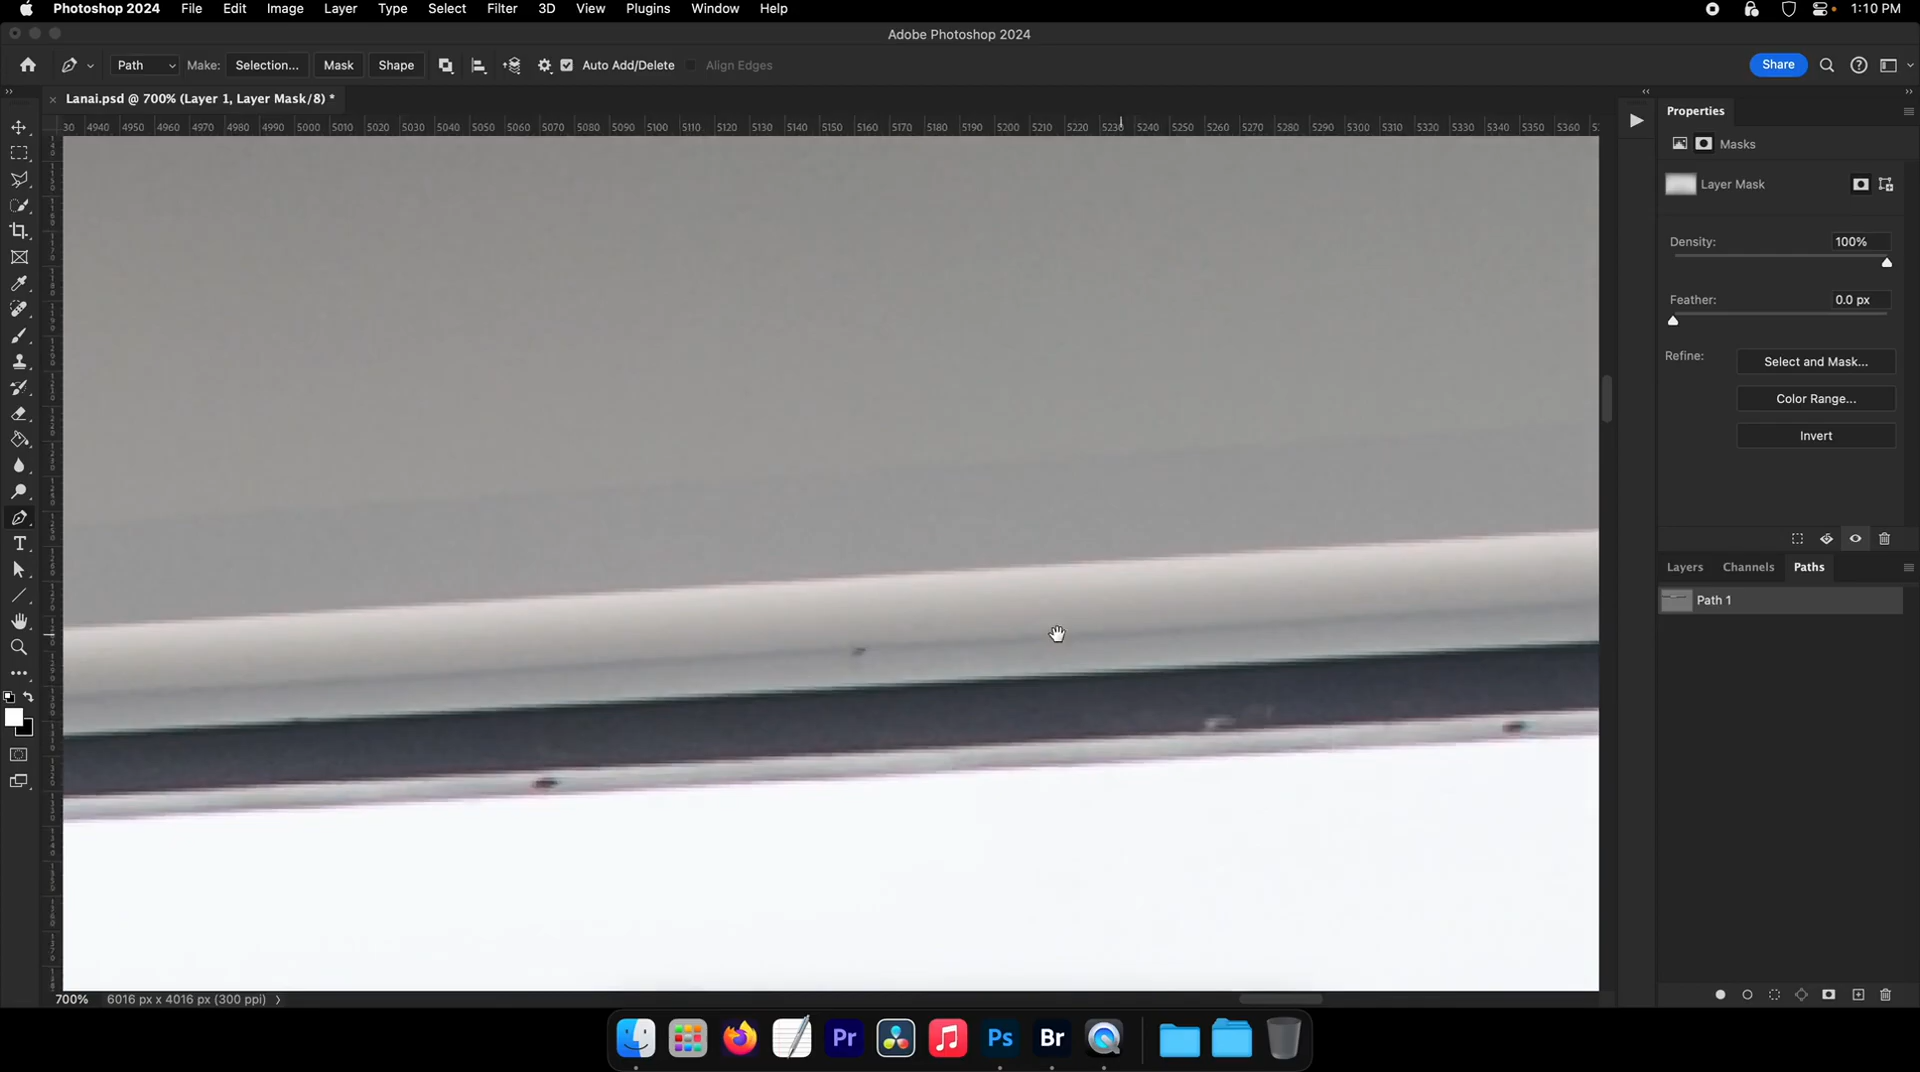 Photoshop 2024 File Edit Image Layer Type Select Filter 3D View Plugins Window Help 1:10 PM
Adobe Photoshop 2024
Path Make: Selection... Mask Shape Auto Add/Delete Align Edges Share
Lanai.psd @ 700% (Layer 1, Layer Mask/8) *
30 4940 4950 4960 4970 4980 4990 5000 5010 5020 5030 5040 5050 5060 5070 5080 5090 5100 5110 5120 5130 5140 5150 5160 5170 5180 5190 5200 5210 5220 5230 5240 5250 5260 5270 5280 5290 5300 5310 5320 5330 5340 5350 5360
Properties
Masks
Layer Mask
Density: 100%
Feather: 0.0 px
Refine: Select and Mask...
Color Range...
Invert
Layers Channels Paths
Path 1
700% 6016 px x 4016 px (300 ppi)
Pr Ps Br